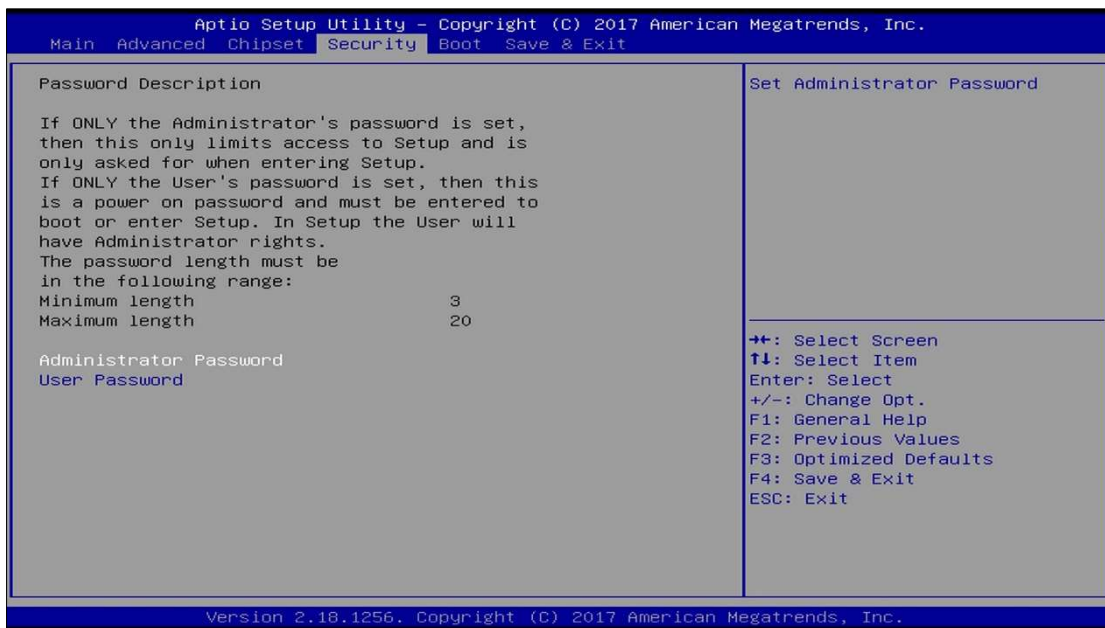 Aptio Setup Utility – Copyright (C) 2017 American Megatrends, Inc.
Main Advanced Chipset Security Boot Save & Exit
Password Description
If ONLY the Administrator's password is set,
then this only limits access to Setup and is
only asked for when entering Setup.
If ONLY the User's password is set, then this
is a power on password and must be entered to
boot or enter Setup. In Setup the User will
have Administrator rights.
The password length must be
in the following range:
Minimum length 3
Maximum length 20
Administrator Password
User Password
Set Administrator Password
→←: Select Screen
↑↓: Select Item
Enter: Select
+/-: Change Opt.
F1: General Help
F2: Previous Values
F3: Optimized Defaults
F4: Save & Exit
ESC: Exit
Version 2.18.1256. Copyright (C) 2017 American Megatrends, Inc.